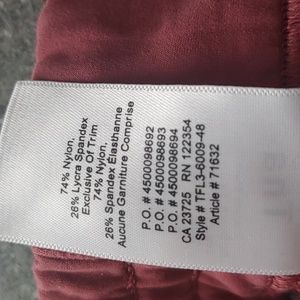 74% Nylon,
26% Lycra Spandex
Exclusive Of Trim
74% Nylon,
26% Spandex Élasthanne
Aucune Garniture Comprise
P.O. # 4500098692
P.O. # 4500098693
P.O. # 4500098694
CA 23725 RN 122354
Style # TFL3-6009-48
Article # 71632